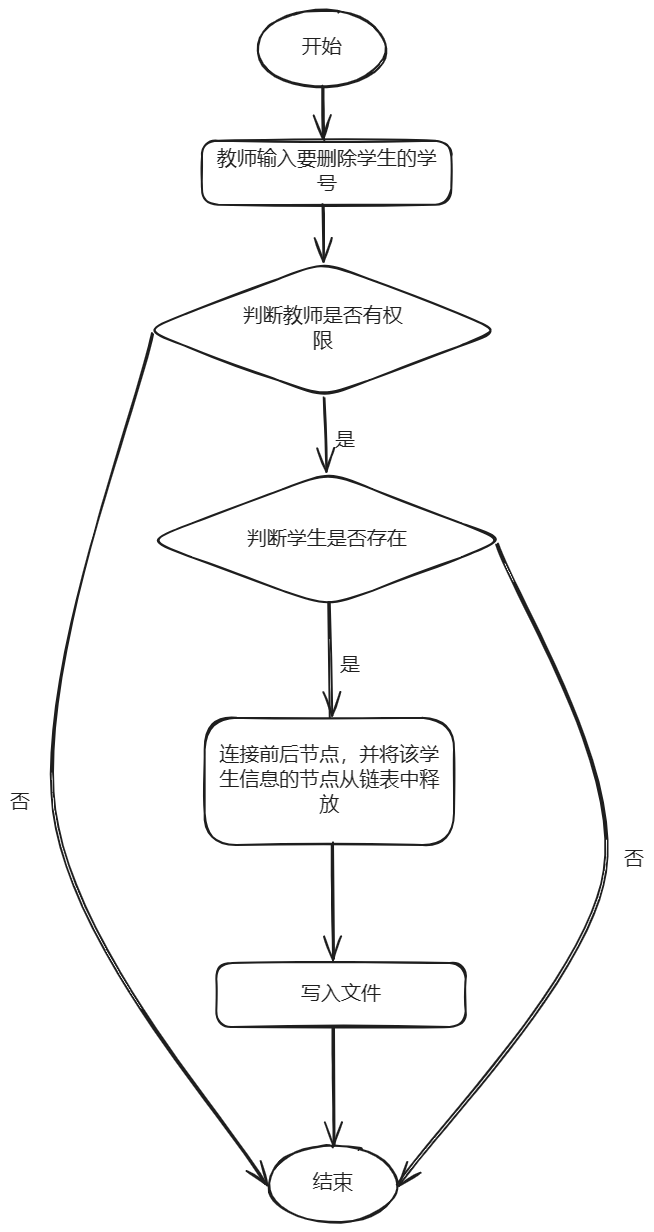 开始
教师输入要删除学生的学
号
判断教师是否有权
限
是
判断学生是否存在
是
连接前后节点，并将该学
生信息的节点从链表中释
放
否
否
写入文件
结束